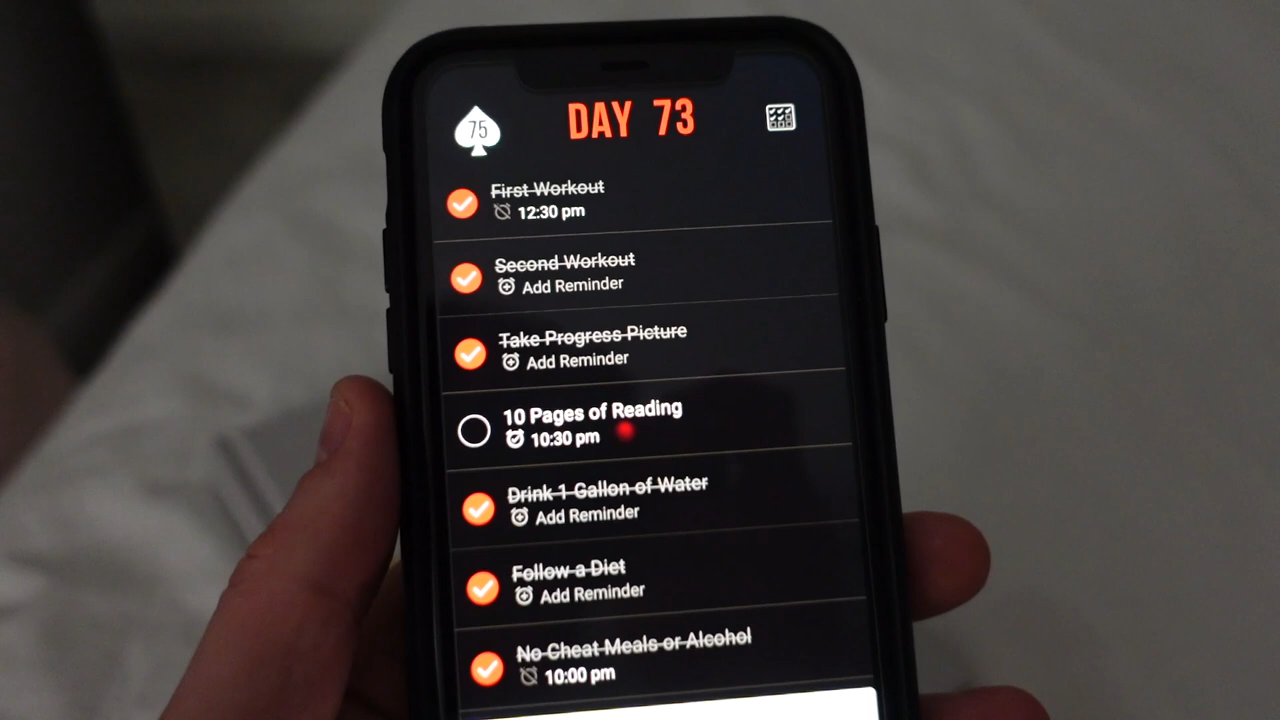 75
DAY 73
First Workout
12:30 pm
Second Workout
Add Reminder
Take Progress Picture
Add Reminder
10 Pages of Reading
10:30 pm
Drink 1 Gallon of Water
Add Reminder
Follow a Diet
Add Reminder
No Cheat Meals or Alcohol
10:00 pm